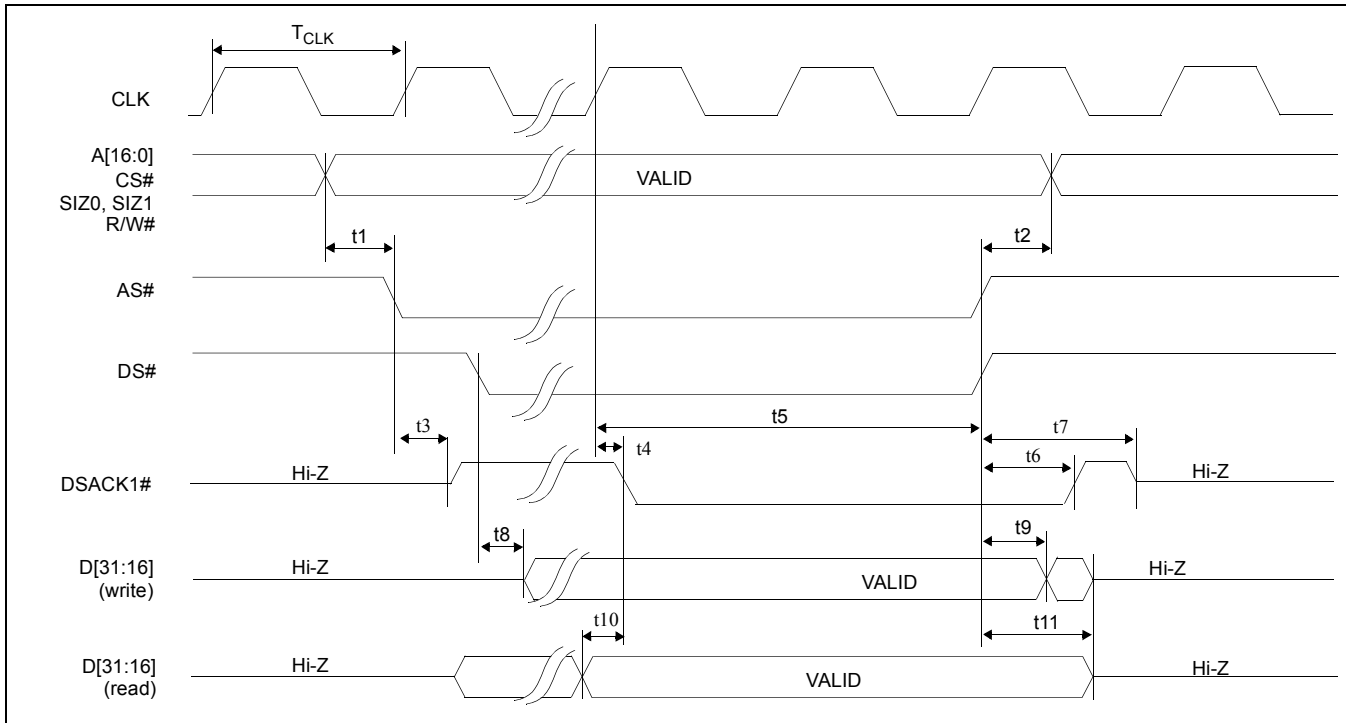 T_CLK
CLK
A[16:0]
CS#
SIZ0, SIZ1
R/W#
VALID
t1
t2
AS#
DS#
t3
t5
t7
t4
t6
DSACK1#
Hi-Z
Hi-Z
t8
t9
D[31:16]
(write)
Hi-Z
VALID
Hi-Z
t10
t11
D[31:16]
(read)
Hi-Z
VALID
Hi-Z